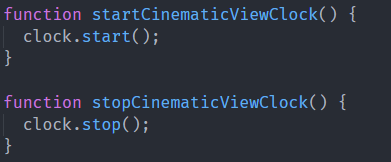 function startCinematicViewClock() {
  clock.start();
}

function stopCinematicViewClock() {
  clock.stop();
}